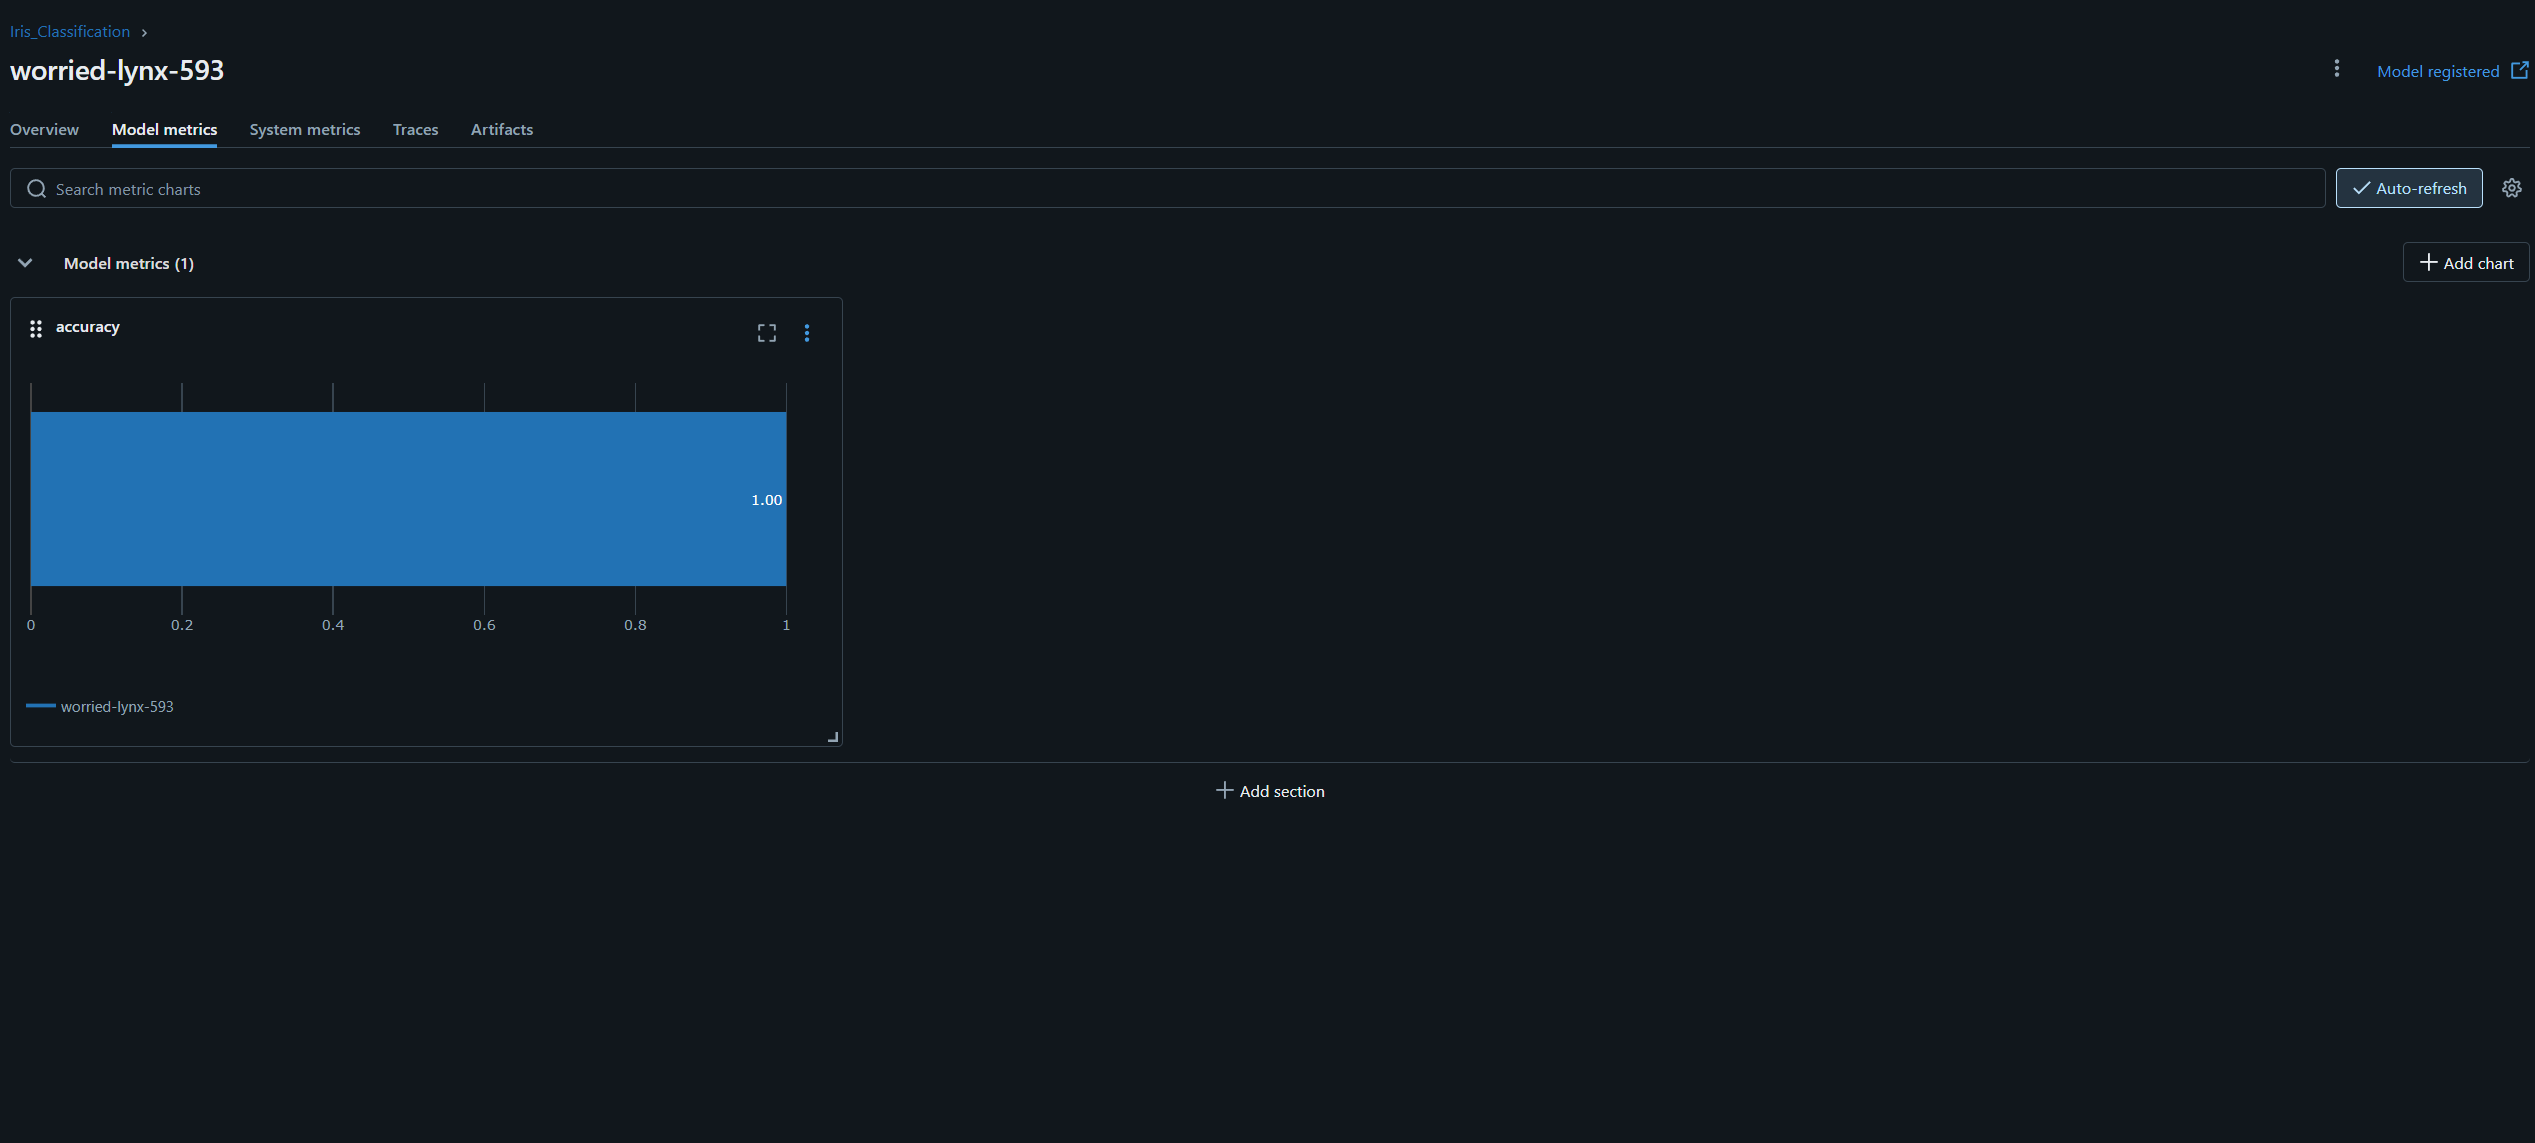 Iris_Classification
worried-lynx-593
Model registered
Overview Model metrics System metrics Traces Artifacts
Search metric charts
Auto-refresh
Model metrics (1)
Add chart
accuracy
1.00
0 0.2 0.4 0.6 0.8 1
worried-lynx-593
Add section